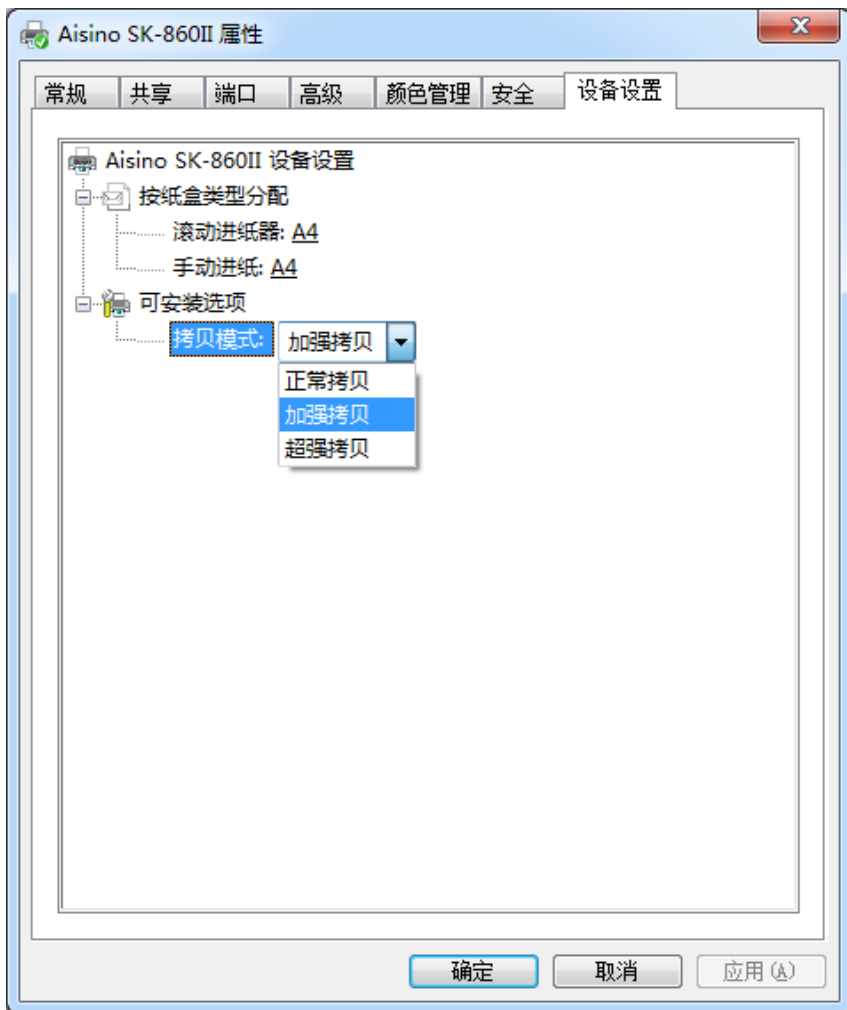 Aisino SK-860II 属性
常规 共享 端口 高级 颜色管理 安全 设备设置
Aisino SK-860II 设备设置
按纸盒类型分配
滚动进纸器: A4
手动进纸: A4
可安装选项
拷贝模式: 加强拷贝
正常拷贝
加强拷贝
超强拷贝
确定 取消 应用(A)